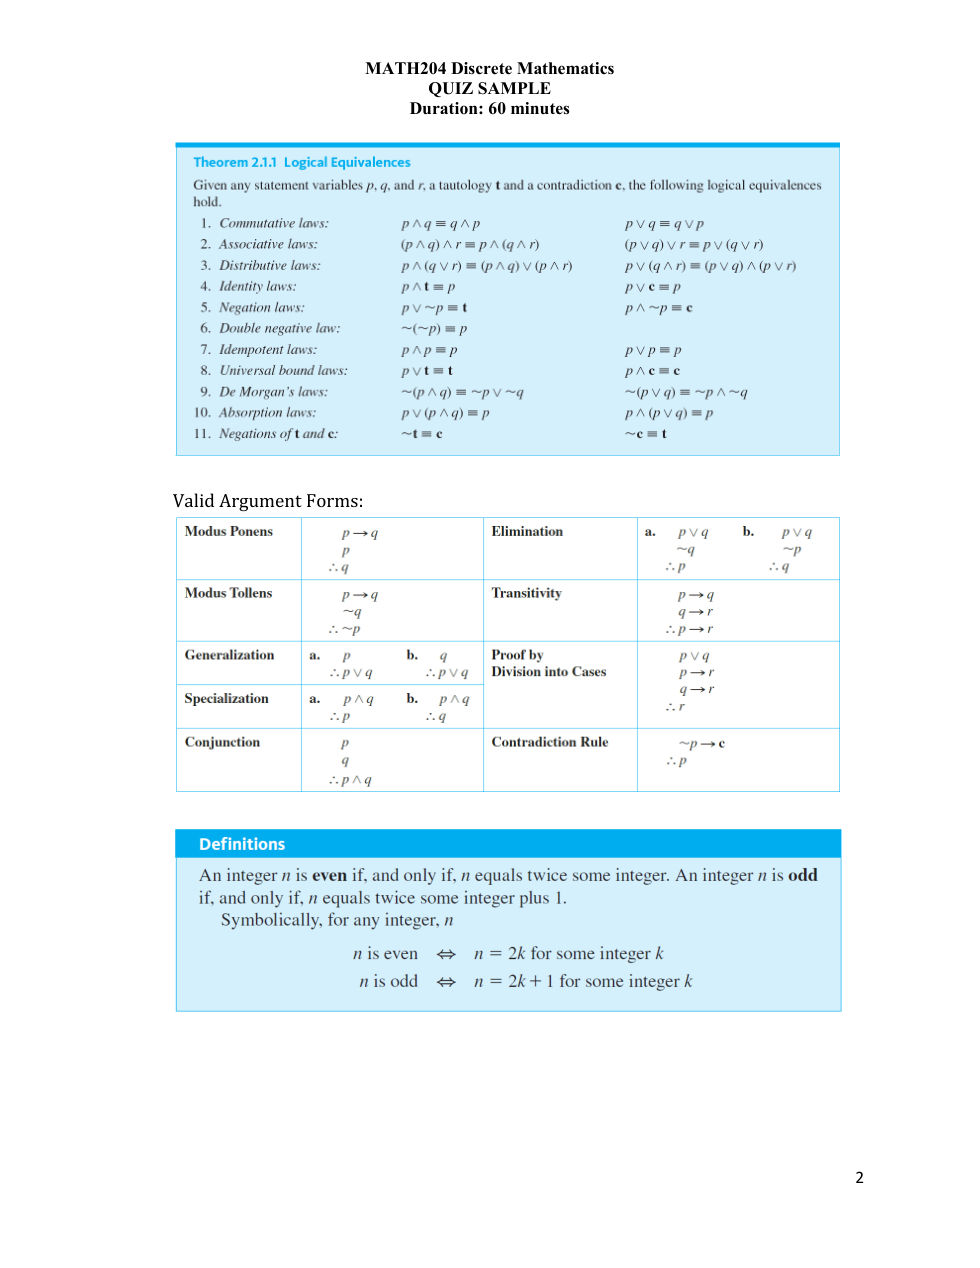 MATH204 Discrete Mathematics
QUIZ SAMPLE
Duration: 60 minutes
Theorem 2.1.1 Logical Equivalences
Given any statement variables p, q, and r, a tautology t and a contradiction c, the following logical equivalences
hold.
1. Commutative laws: p ∧ q ≡ q ∧ p p ∨ q ≡ q ∨ p
2. Associative laws: (p ∧ q) ∧ r ≡ p ∧ (q ∧ r) (p ∨ q) ∨ r ≡ p ∨ (q ∨ r)
3. Distributive laws: p ∧ (q ∨ r) ≡ (p ∧ q) ∨ (p ∧ r) p ∨ (q ∧ r) ≡ (p ∨ q) ∧ (p ∨ r)
4. Identity laws: p ∧ t ≡ p p ∨ c ≡ p
5. Negation laws: p ∨ ~p ≡ t p ∧ ~p ≡ c
6. Double negative law: ~(~p) ≡ p
7. Idempotent laws: p ∧ p ≡ p p ∨ p ≡ p
8. Universal bound laws: p ∨ t ≡ t p ∧ c ≡ c
9. De Morgan's laws: ~(p ∧ q) ≡ ~p ∨ ~q ~(p ∨ q) ≡ ~p ∧ ~q
10. Absorption laws: p ∨ (p ∧ q) ≡ p p ∧ (p ∨ q) ≡ p
11. Negations of t and c: ~t ≡ c ~c ≡ t
Valid Argument Forms:
Modus Ponens p → q
p
∴ q
Elimination a. p ∨ q b. p ∨ q
~q ~p
∴ p ∴ q
Modus Tollens p → q
~q
∴ ~p
Transitivity p → q
q → r
∴ p → r
Generalization a. p b. q
∴ p ∨ q ∴ p ∨ q
Proof by p ∨ q
Division into Cases p → r
q → r
∴ r
Specialization a. p ∧ q b. p ∧ q
∴ p ∴ q
Conjunction p
q
∴ p ∧ q
Contradiction Rule ~p → c
∴ p
Definitions
An integer n is even if, and only if, n equals twice some integer. An integer n is odd
if, and only if, n equals twice some integer plus 1.
Symbolically, for any integer, n
n is even ⇔ n = 2k for some integer k
n is odd ⇔ n = 2k + 1 for some integer k
2